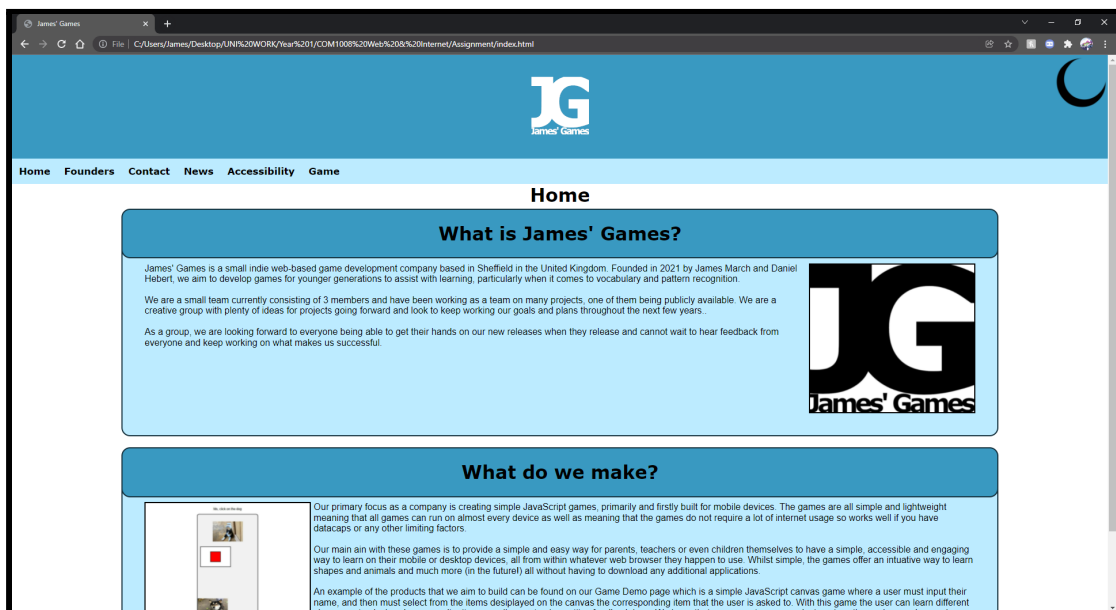 James' Games
File | C:/Users/James/Desktop/UNI%20WORK/Year%201/COM1008%20Web%20&%20Internet/Assignment/index.html
JG
James' Games
Home Founders Contact News Accessibility Game
Home
What is James' Games?
James' Games is a small indie web-based game development company based in Sheffield in the United Kingdom. Founded in 2021 by James March and Daniel
Hebert, we aim to develop games for younger generations to assist with learning, particularly when it comes to vocabulary and pattern recognition.
We are a small team currently consisting of 3 members and have been working as a team on many projects, one of them being publicly available. We are a
creative group with plenty of ideas for projects going forward and look to keep working our goals and plans throughout the next few years..
As a group, we are looking forward to everyone being able to get their hands on our new releases when they release and cannot wait to hear feedback from
everyone and keep working on what makes us successful.
JG
James' Games
What do we make?
Our primary focus as a company is creating simple JavaScript games, primarily and firstly built for mobile devices. The games are all simple and lightweight
meaning that all games can run on almost every device as well as meaning that the games do not require a lot of internet usage so works well if you have
datacaps or any other limiting factors.
Our main ain with these games is to provide a simple and easy way for parents, teachers or even children themselves to have a simple, accessible and engaging
way to learn on their mobile or desktop devices, all from within whatever web browser they happen to use. Whilst simple, the games offer an intuative way to learn
shapes and animals and much more (in the future!) all without having to download any additional applications.
An example of the products that we aim to build can be found on our Game Demo page which is a simple JavaScript canvas game where a user must input their
name, and then must select from the items desiplayed on the canvas the corresponding item that the user is asked to. With this game the user can learn different